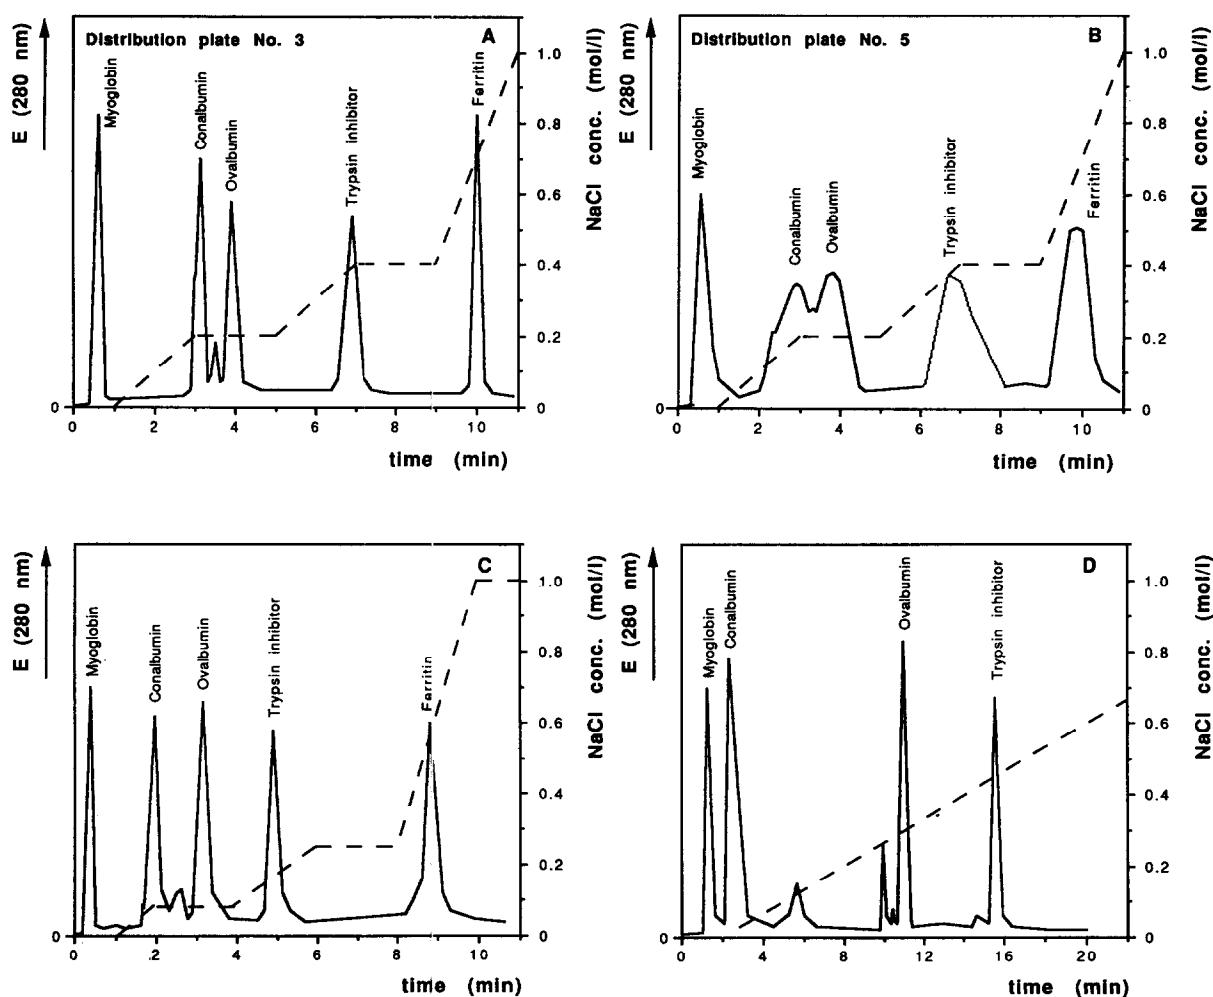 A
Distribution plate No. 3
E (280 nm)
Myoglobin
Conalbumin
Ovalbumin
Trypsin inhibitor
Ferritin
NaCl conc. (mol/l)
1.0
0.8
0.6
0.4
0.2
0
0
0 2 4 6 8 10
time (min)
B
Distribution plate No. 5
E (280 nm)
Myoglobin
Conalbumin
Ovalbumin
Trypsin inhibitor
Ferritin
NaCl conc. (mol/l)
1.0
0.8
0.6
0.4
0.2
0
0
0 2 4 6 8 10
time (min)
C
E (280 nm)
Myoglobin
Conalbumin
Ovalbumin
Trypsin inhibitor
Ferritin
NaCl conc. (mol/l)
1.0
0.8
0.6
0.4
0.2
0
0
0 2 4 6 8 10
time (min)
D
E (280 nm)
Myoglobin
Conalbumin
Ovalbumin
Trypsin inhibitor
NaCl conc. (mol/l)
1.0
0.8
0.6
0.4
0.2
0
0
0 4 8 12 16 20
time (min)